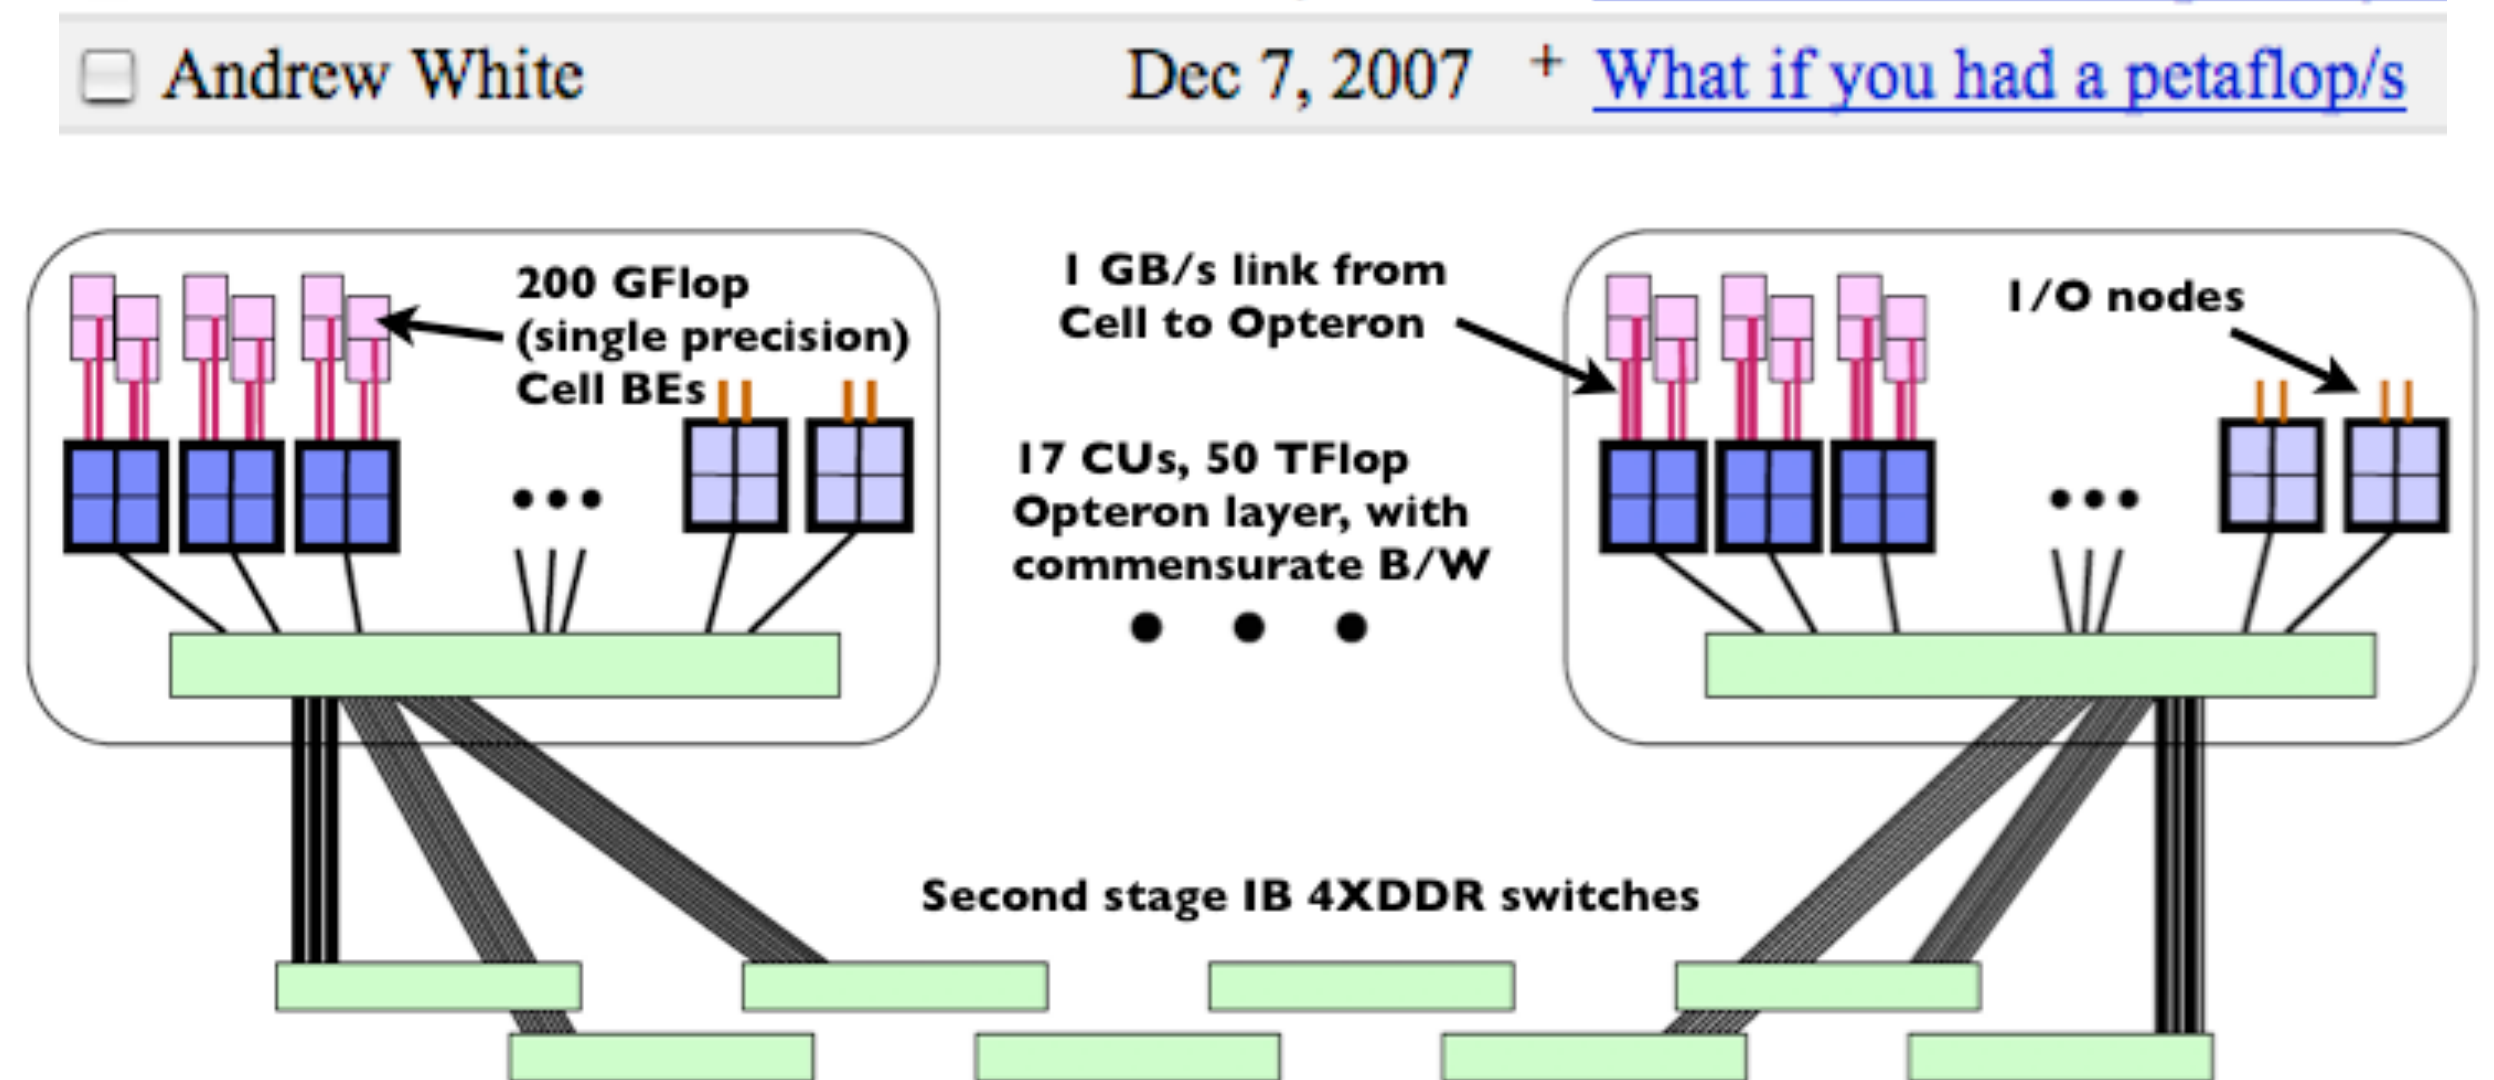 Andrew White Dec 7, 2007 + What if you had a petaflop/s
200 GFlop
(single precision)
Cell BEs
1 GB/s link from
Cell to Opteron
I/O nodes
17 CUs, 50 TFlop
Opteron layer, with
commensurate B/W
Second stage IB 4XDDR switches